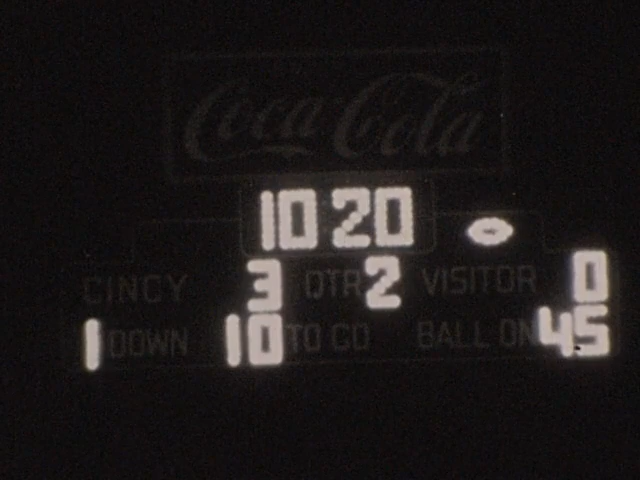 Coca-Cola
10 20
CINCY 3 QTR 2 VISITOR 0
1 DOWN 10 TO GO BALL ON 45